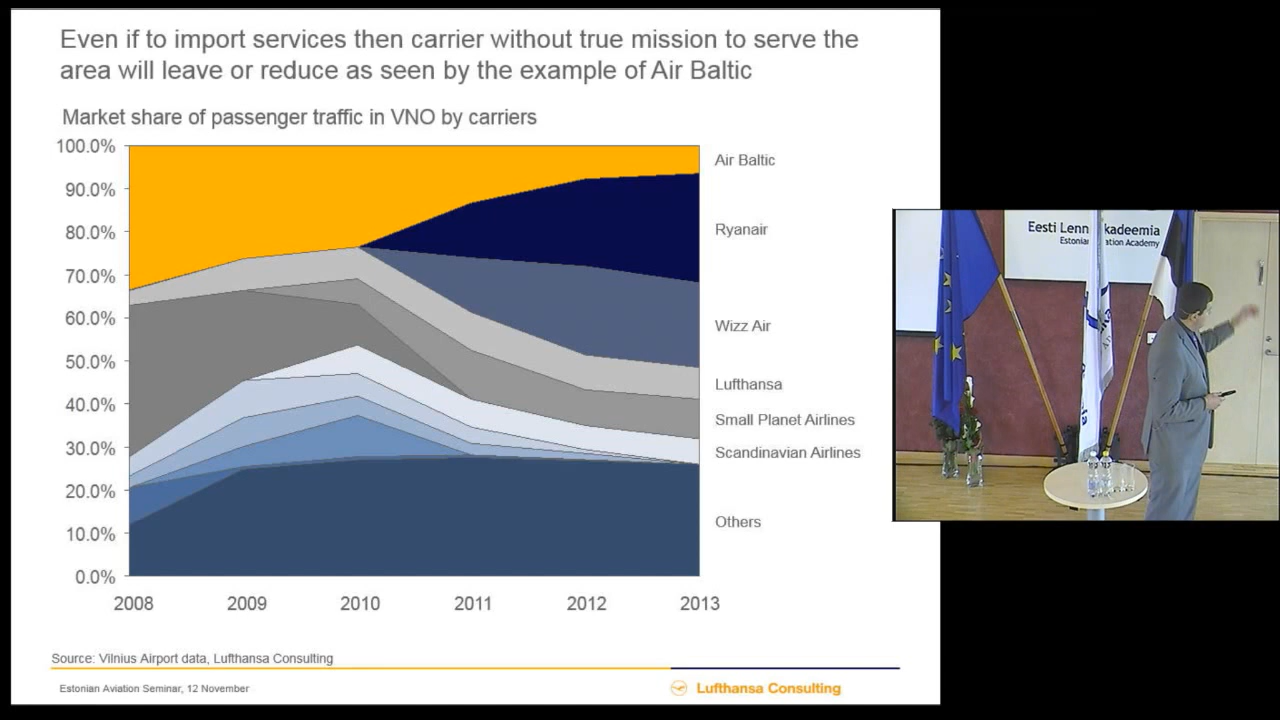 Even if to import services then carrier without true mission to serve the
area will leave or reduce as seen by the example of Air Baltic
Market share of passenger traffic in VNO by carriers
100.0%
90.0%
80.0%
70.0%
60.0%
50.0%
40.0%
30.0%
20.0%
10.0%
0.0%
2008 2009 2010 2011 2012 2013
Air Baltic
Ryanair
Wizz Air
Lufthansa
Small Planet Airlines
Scandinavian Airlines
Others
Source: Vilnius Airport data, Lufthansa Consulting
Estonian Aviation Seminar, 12 November
Lufthansa Consulting
Eesti Lenn kadeemia
Estonia ation Academy